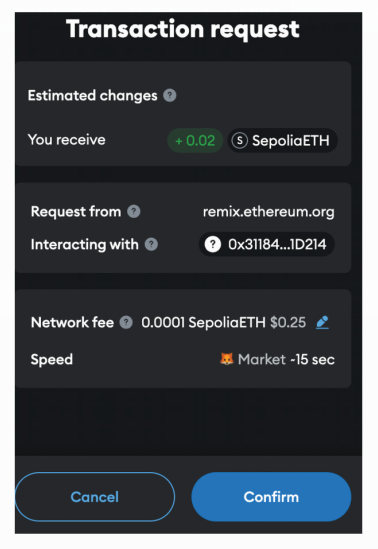 Transaction request
Estimated changes ?
You receive + 0.02 S SepoliaETH
Request from ? remix.ethereum.org
Interacting with ? ? 0x31184...1D214
Network fee ? 0.0001 SepoliaETH $0.25
Speed Market ~15 sec
Cancel Confirm